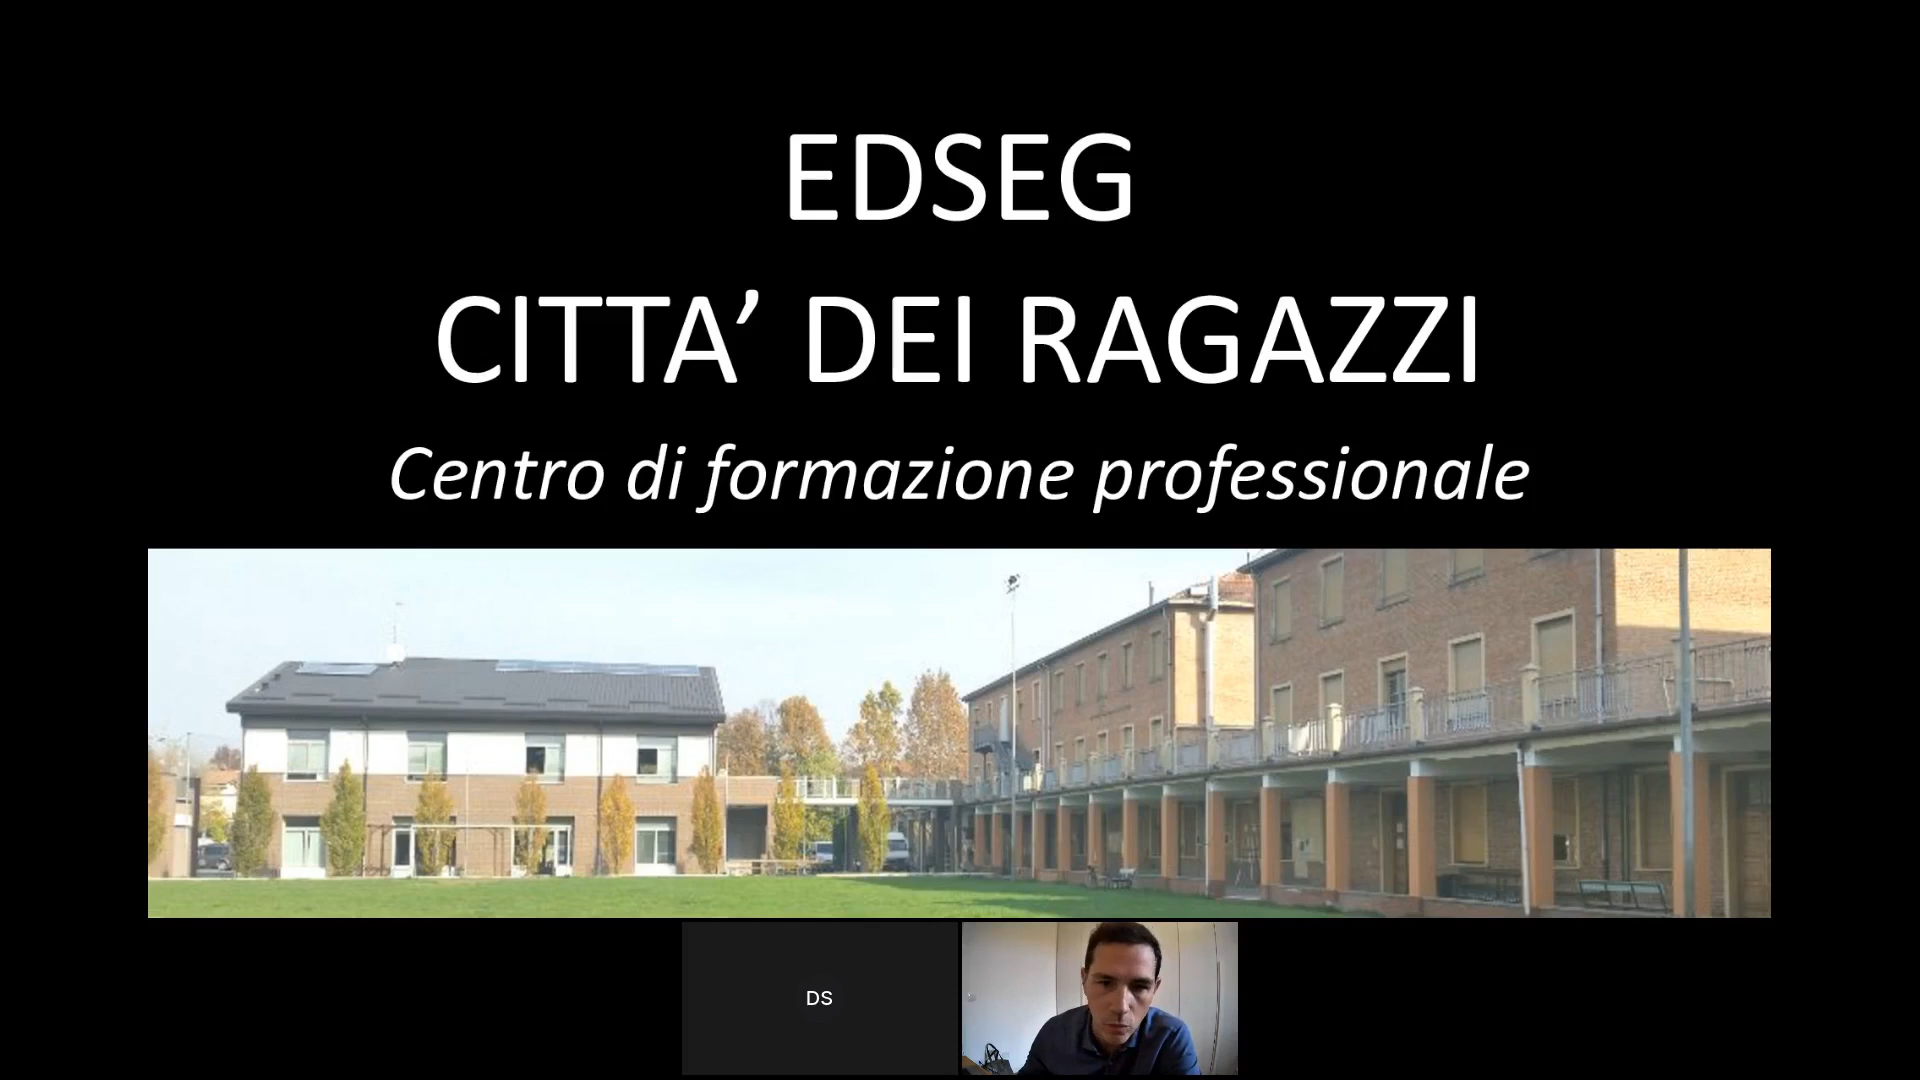 EDSEG
CITTA’ DEI RAGAZZI
Centro di formazione professionale
DS